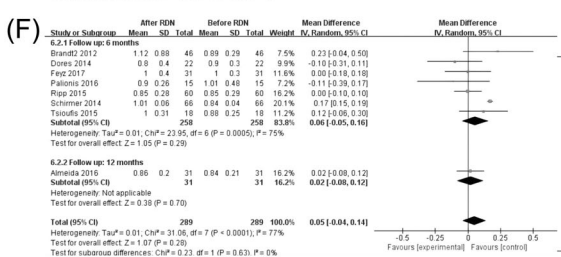 (F)
After RDN Before RDN Mean Difference Mean Difference
Study or Subgroup Mean SD Total Mean SD Total Weight IV, Random, 95% CI IV, Random, 95% CI
6.2.1 Follow up: 6 months
Brandt2 2012 1.12 0.88 46 0.89 0.29 46 7.5% 0.23 [-0.04, 0.50]
Dores 2014 0.8 0.4 22 0.9 0.3 22 9.7% -0.10 [-0.31, 0.11]
Feyz 2017 1 0.4 31 1 0.3 31 11.2% 0.00 [-0.18, 0.18]
Palionis 2016 0.9 0.26 15 1.01 0.48 15 7.2% -0.11 [-0.39, 0.17]
Ripp 2015 0.85 0.28 60 0.85 0.29 60 16.2% 0.00 [-0.10, 0.10]
Schirmer 2014 1.01 0.06 66 0.84 0.04 66 20.7% 0.17 [0.15, 0.19]
Tsioufis 2015 1 0.31 18 0.88 0.25 18 11.2% 0.12 [-0.06, 0.30]
Subtotal (95% CI) 258 258 83.8% 0.06 [-0.05, 0.16]
Heterogeneity: Tau² = 0.01; Chi² = 23.95, df = 6 (P = 0.0005); I² = 75%
Test for overall effect: Z = 1.05 (P = 0.29)
6.2.2 Follow up: 12 months
Almeida 2016 0.86 0.2 31 0.84 0.21 31 16.2% 0.02 [-0.08, 0.12]
Subtotal (95% CI) 31 31 16.2% 0.02 [-0.08, 0.12]
Heterogeneity: Not applicable
Test for overall effect: Z = 0.38 (P = 0.70)
Total (95% CI) 289 289 100.0% 0.05 [-0.04, 0.14]
Heterogeneity: Tau² = 0.01; Chi² = 31.06, df = 7 (P < 0.0001); I² = 77%
Test for overall effect: Z = 1.07 (P = 0.28)
Test for subgroup differences: Chi² = 0.23, df = 1 (P = 0.63), I² = 0%
-0.5 -0.25 0 0.25 0.5
Favours [experimental] Favours [control]